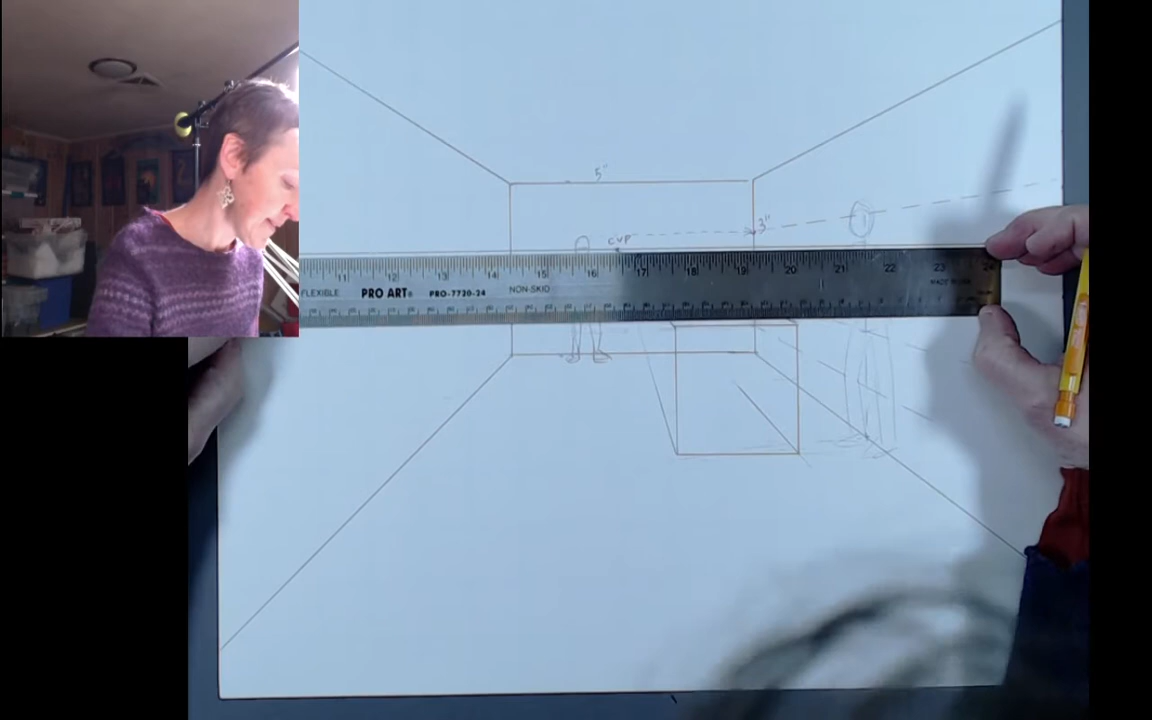 5"
3"
CVP
11 12 13 14 15 16 17 18 19 20 21 22 23 24
FLEXIBLE PRO ART® PRO-7720-24 NON-SKID